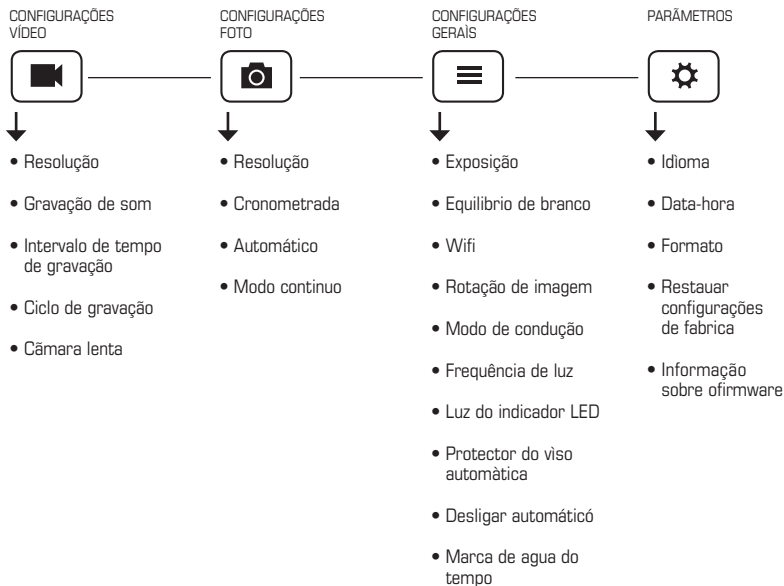 CONFIGURAÇÕES
VÍDEO
• Resolução
• Gravação de som
• Intervalo de tempo
de gravação
• Ciclo de gravação
• Cãmara lenta
CONFIGURAÇÕES
FOTO
• Resolução
• Cronometrada
• Automático
• Modo continuo
CONFIGURAÇÕES
GERAÌS
• Exposição
• Equilibrio de branco
• Wifi
• Rotação de imagem
• Modo de condução
• Frequência de luz
• Luz do indicador LED
• Protector do vìso
automàtica
• Desligar automáticó
• Marca de agua do
tempo
PARÃMETROS
• Idìoma
• Data-hora
• Formato
• Restauar
configurações
de fabrica
• Informação
sobre ofirmware